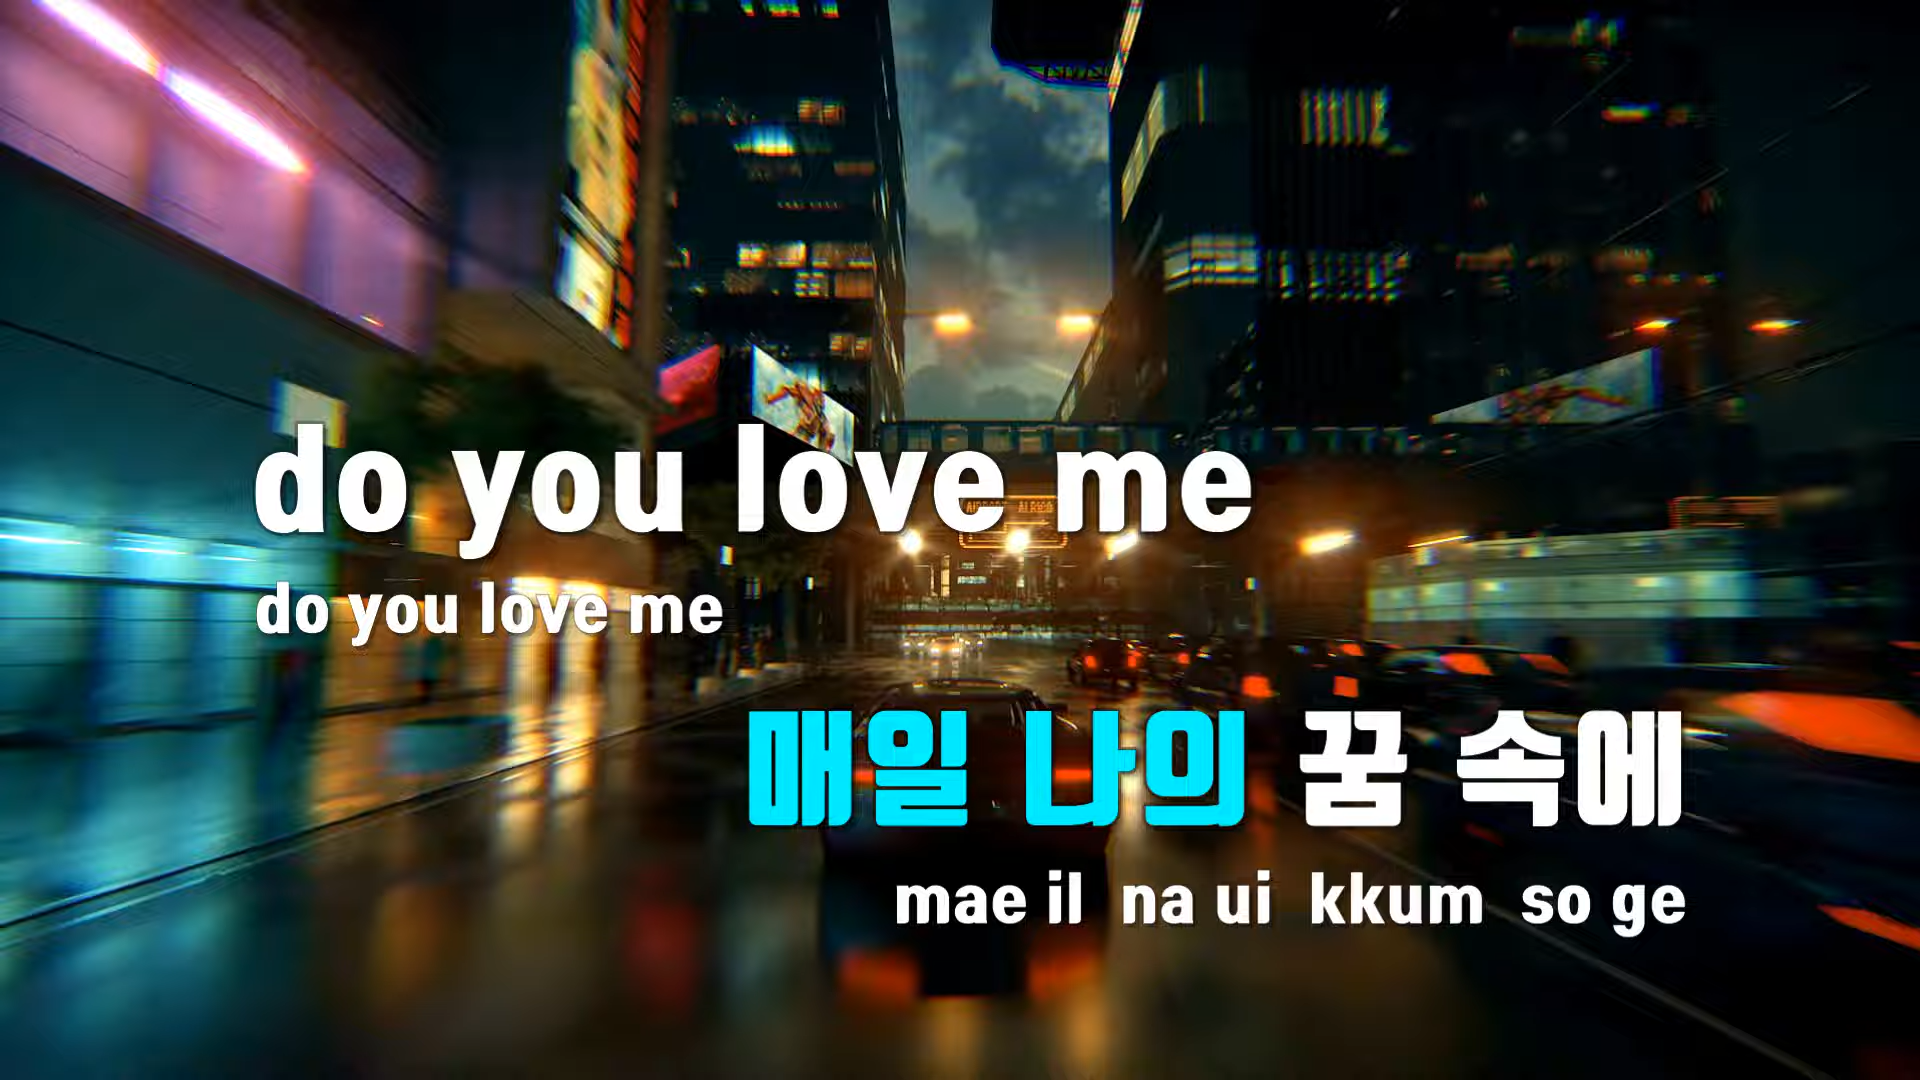 do you love me
do you love me
매일 나의 꿈 속에
mae il na ui kkum so ge